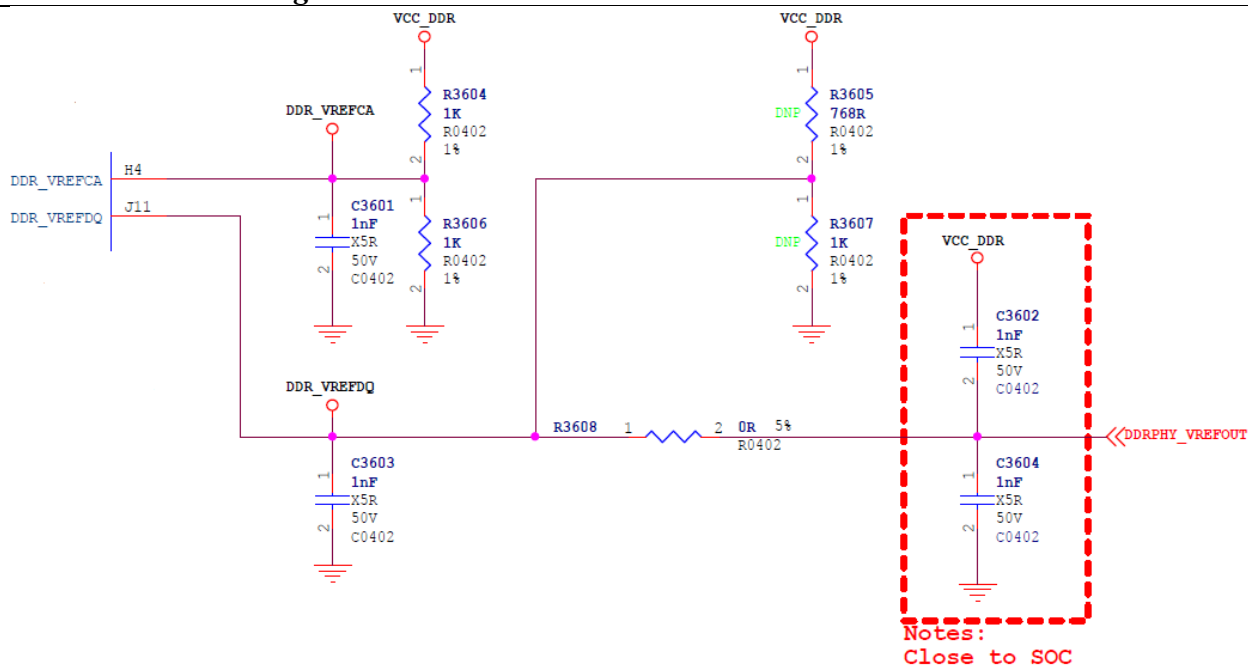 VCC_DDR
VCC_DDR
1
R3604
1K
R0402
1%
2
1
R3605
768R
R0402
1%
DNP
2
DDR_VREFCA
DDR_VREFCA
H4
DDR_VREFDQ
J11
1
C3601
1nF
X5R
50V
C0402
2
1
R3606
1K
R0402
1%
2
1
R3607
1K
R0402
1%
DNP
2
VCC_DDR
1
C3602
1nF
X5R
50V
C0402
2
DDR_VREFDQ
R3608 1 2 0R 5%
R0402
DDRPHY_VREFOUT
1
C3603
1nF
X5R
50V
C0402
2
1
C3604
1nF
X5R
50V
C0402
2
Notes:
Close to SOC